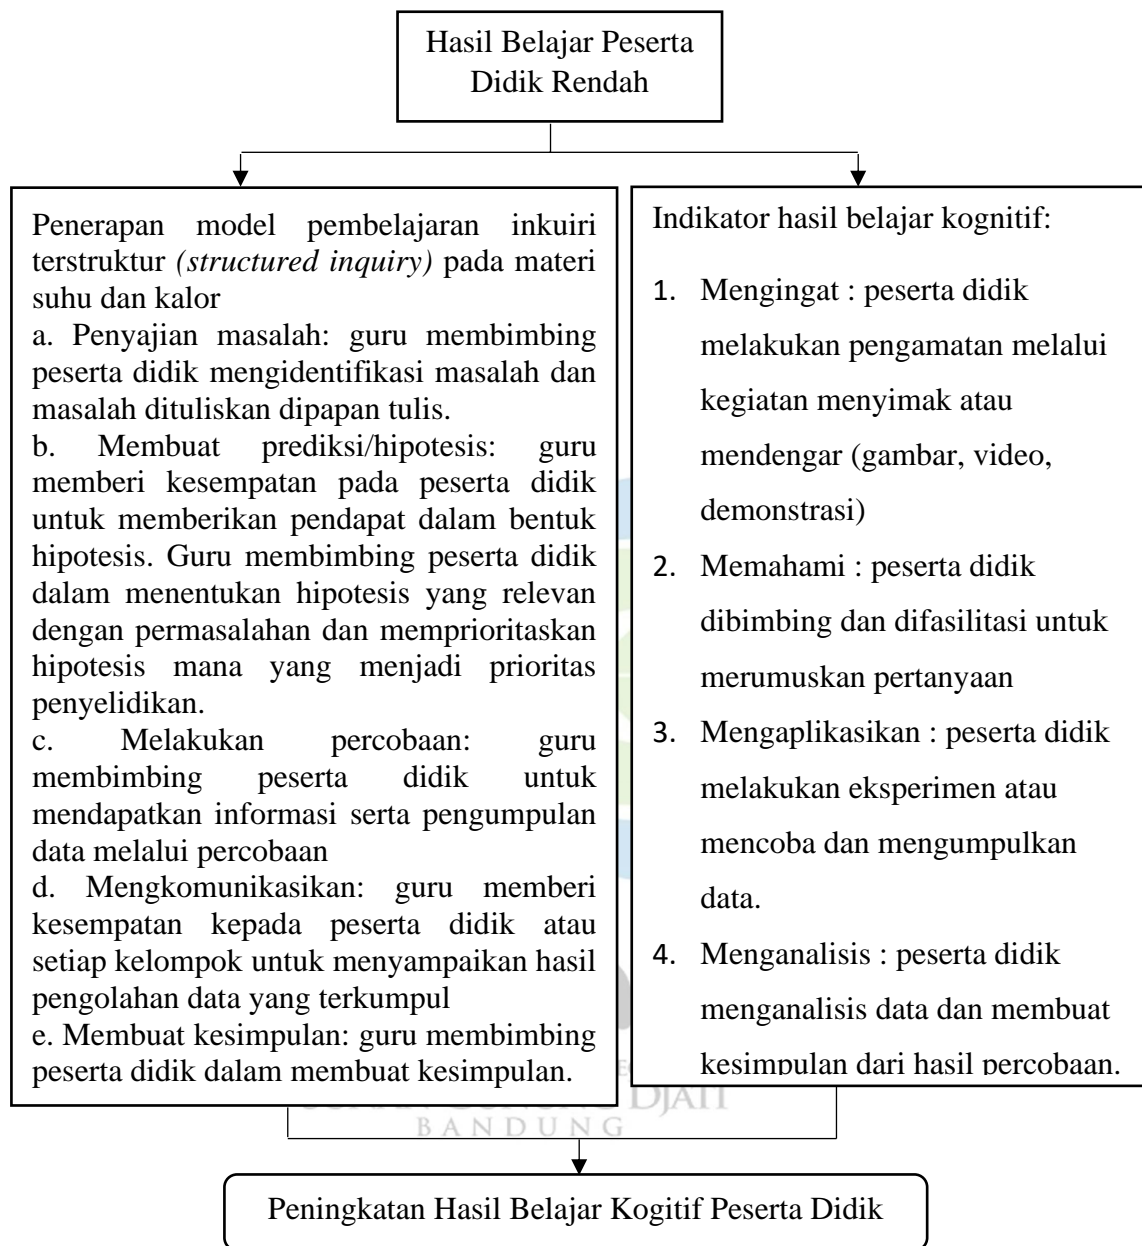 Hasil Belajar Peserta
Didik Rendah
Penerapan model pembelajaran inkuiri
terstruktur (structured inquiry) pada materi
suhu dan kalor
a. Penyajian masalah: guru membimbing
peserta didik mengidentifikasi masalah dan
masalah dituliskan dipapan tulis.
b. Membuat prediksi/hipotesis: guru
memberi kesempatan pada peserta didik
untuk memberikan pendapat dalam bentuk
hipotesis. Guru membimbing peserta didik
dalam menentukan hipotesis yang relevan
dengan permasalahan dan memprioritaskan
hipotesis mana yang menjadi prioritas
penyelidikan.
c. Melakukan percobaan: guru
membimbing peserta didik untuk
mendapatkan informasi serta pengumpulan
data melalui percobaan
d. Mengkomunikasikan: guru memberi
kesempatan kepada peserta didik atau
setiap kelompok untuk menyampaikan hasil
pengolahan data yang terkumpul
e. Membuat kesimpulan: guru membimbing
peserta didik dalam membuat kesimpulan.
Indikator hasil belajar kognitif:
1. Mengingat : peserta didik
melakukan pengamatan melalui
kegiatan menyimak atau
mendengar (gambar, video,
demonstrasi)
2. Memahami : peserta didik
dibimbing dan difasilitasi untuk
merumuskan pertanyaan
3. Mengaplikasikan : peserta didik
melakukan eksperimen atau
mencoba dan mengumpulkan
data.
4. Menganalisis : peserta didik
menganalisis data dan membuat
kesimpulan dari hasil percobaan.
DJATI
BANDUNG
Peningkatan Hasil Belajar Kogitif Peserta Didik